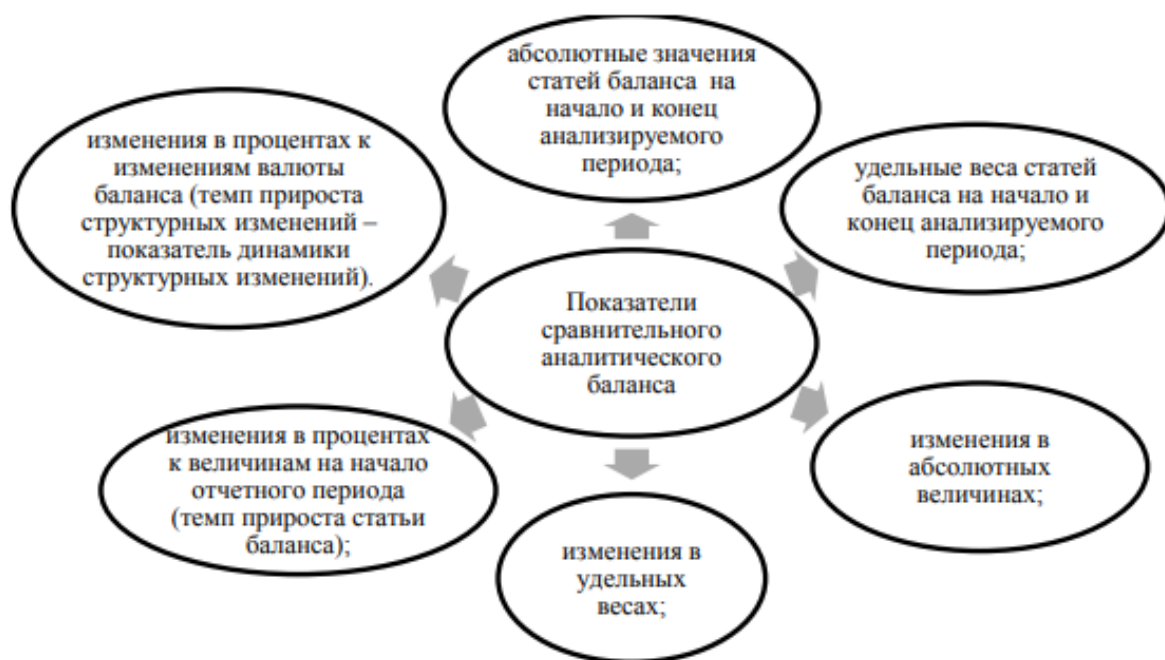 абсолютные значения
статей баланса на
начало и конец
анализируемого
периода;
изменения в процентах к
изменениям валюты
баланса (темп прироста
структурных изменений –
показатель динамики
структурных изменений).
удельные веса статей
баланса на начало и
конец анализируемого
периода;
Показатели
сравнительного
аналитического
баланса
изменения в процентах
к величинам на начало
отчетного периода
(темп прироста статьи
баланса);
изменения в
абсолютных
величинах;
изменения в
удельных
весах;